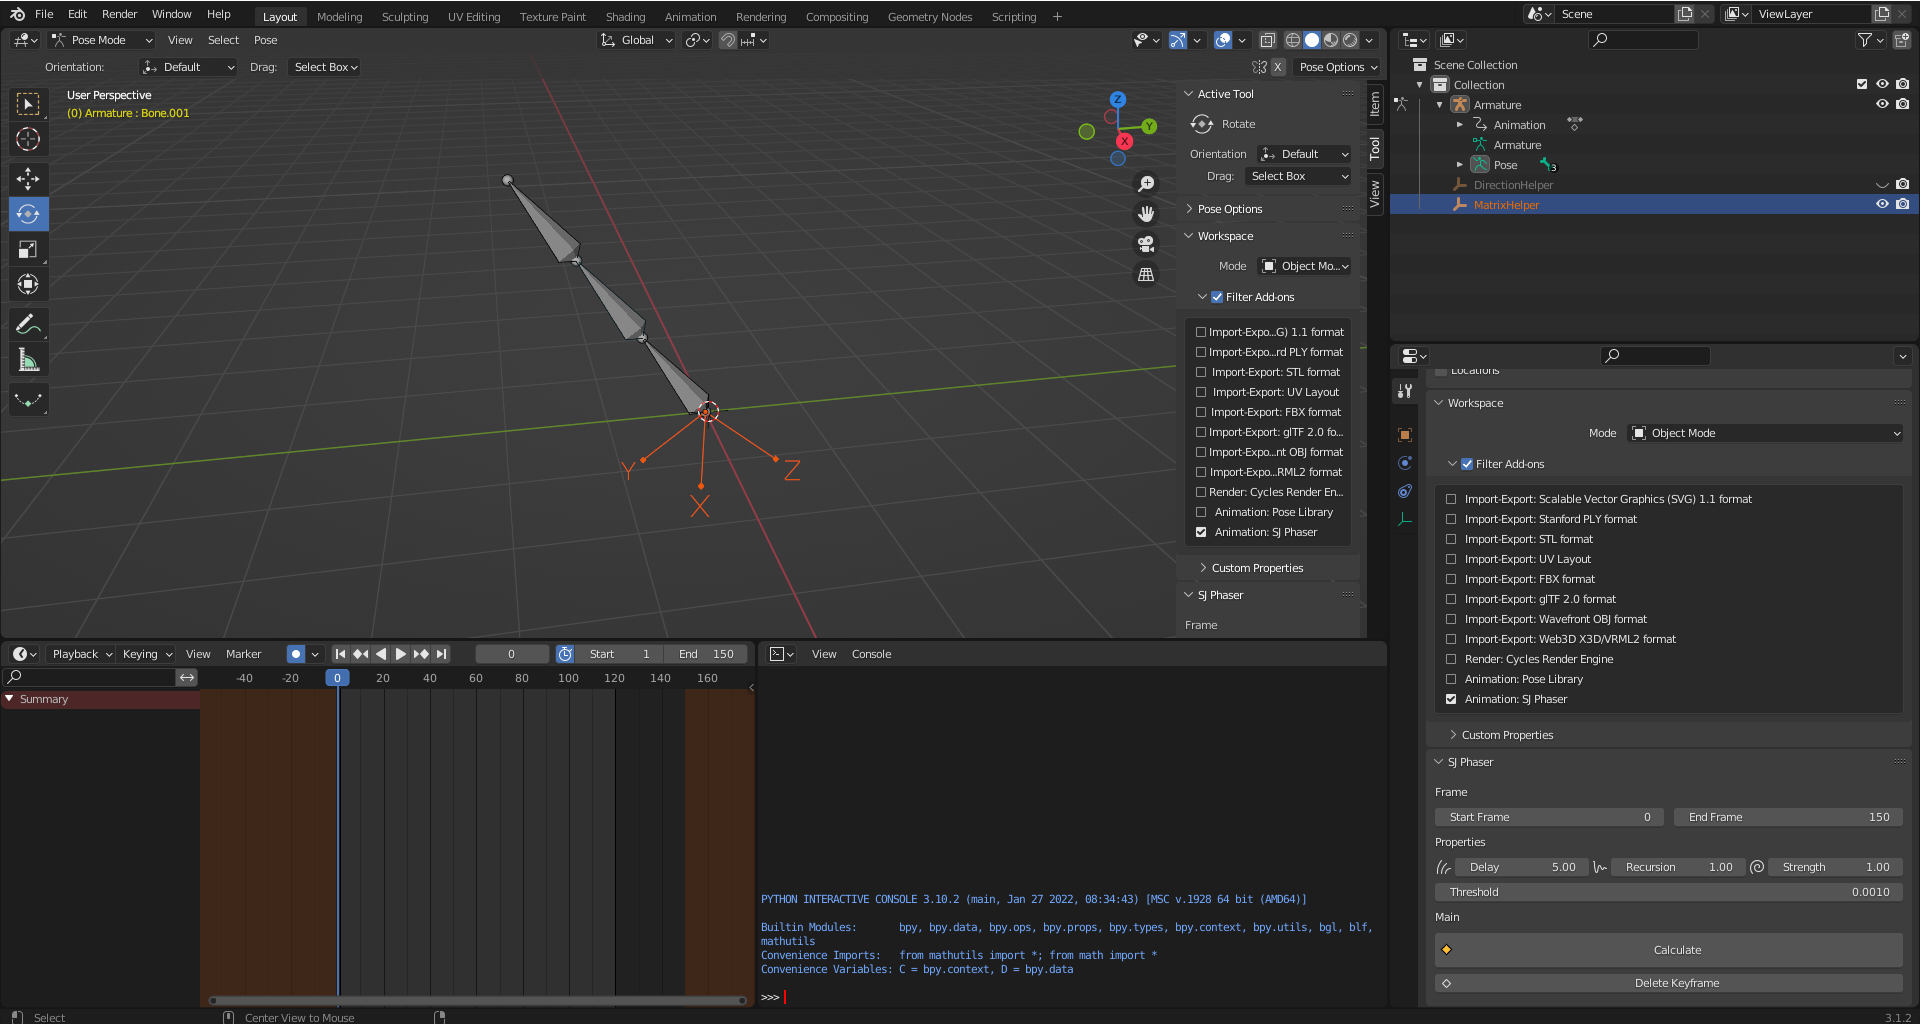 File Edit Render Window Help Layout Modeling Sculpting UV Editing Texture Paint Shading Animation Rendering Compositing Geometry Nodes Scripting + Scene ViewLayer
Pose Mode View Select Pose Global
Orientation: Default Drag: Select Box X Pose Options
User Perspective
(0) Armature : Bone.001
Z
Y
X
Y
X
Z
Active Tool
Rotate
Orientation Default
Drag: Select Box
Pose Options
Workspace
Mode Object Mo...
Filter Add-ons
Import-Expo...G) 1.1 format
Import-Expo...rd PLY format
Import-Export: STL format
Import-Export: UV Layout
Import-Export: FBX format
Import-Export: glTF 2.0 fo...
Import-Expo...nt OBJ format
Import-Expo...RML2 format
Render: Cycles Render En...
Animation: Pose Library
Animation: SJ Phaser
Custom Properties
SJ Phaser
Frame
Item
Tool
View
Scene Collection
Collection
Armature
Animation
Armature
Pose 3
DirectionHelper
MatrixHelper
Locations
Workspace
Mode Object Mode
Filter Add-ons
Import-Export: Scalable Vector Graphics (SVG) 1.1 format
Import-Export: Stanford PLY format
Import-Export: STL format
Import-Export: UV Layout
Import-Export: FBX format
Import-Export: glTF 2.0 format
Import-Export: Wavefront OBJ format
Import-Export: Web3D X3D/VRML2 format
Render: Cycles Render Engine
Animation: Pose Library
Animation: SJ Phaser
Custom Properties
SJ Phaser
Frame
Start Frame 0 End Frame 150
Properties
Delay 5.00 Recursion 1.00 Strength 1.00
Threshold 0.0010
Main
Calculate
Delete Keyframe
Playback Keying View Marker 0 Start 1 End 150
-40 -20 0 20 40 60 80 100 120 140 160
Summary
View Console
PYTHON INTERACTIVE CONSOLE 3.10.2 (main, Jan 27 2022, 08:34:43) [MSC v.1928 64 bit (AMD64)]
Builtin Modules: bpy, bpy.data, bpy.ops, bpy.props, bpy.types, bpy.context, bpy.utils, bgl, blf,
mathutils
Convenience Imports: from mathutils import *; from math import *
Convenience Variables: C = bpy.context, D = bpy.data
>>>
Select Center View to Mouse 3.1.2